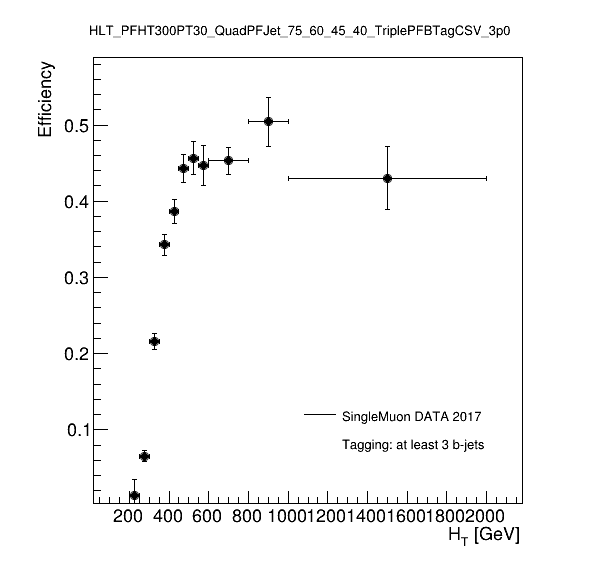 HLT_PFHT300PT30_QuadPFJet_75_60_45_40_TriplePFBTagCSV_3p0
Efficiency
0.5
0.4
0.3
0.2
0.1
SingleMuon DATA 2017
Tagging: at least 3 b-jets
200 400 600 800 1000 1200 1400 1600 1800 2000
H_T [GeV]